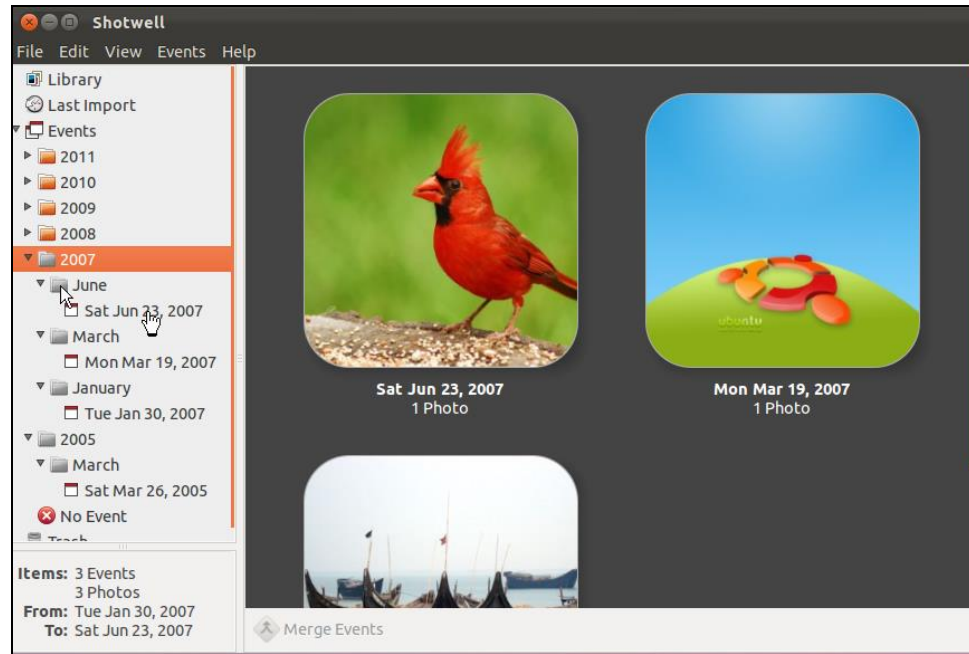 Shotwell
File Edit View Events Help
Library
Last Import
Events
2011
2010
2009
2008
2007
June
Sat Jun 23, 2007
March
Mon Mar 19, 2007
January
Tue Jan 30, 2007
2005
March
Sat Mar 26, 2005
No Event
Trash
Items: 3 Events
3 Photos
From: Tue Jan 30, 2007
To: Sat Jun 23, 2007
ubuntu
Sat Jun 23, 2007
1 Photo
Mon Mar 19, 2007
1 Photo
Merge Events